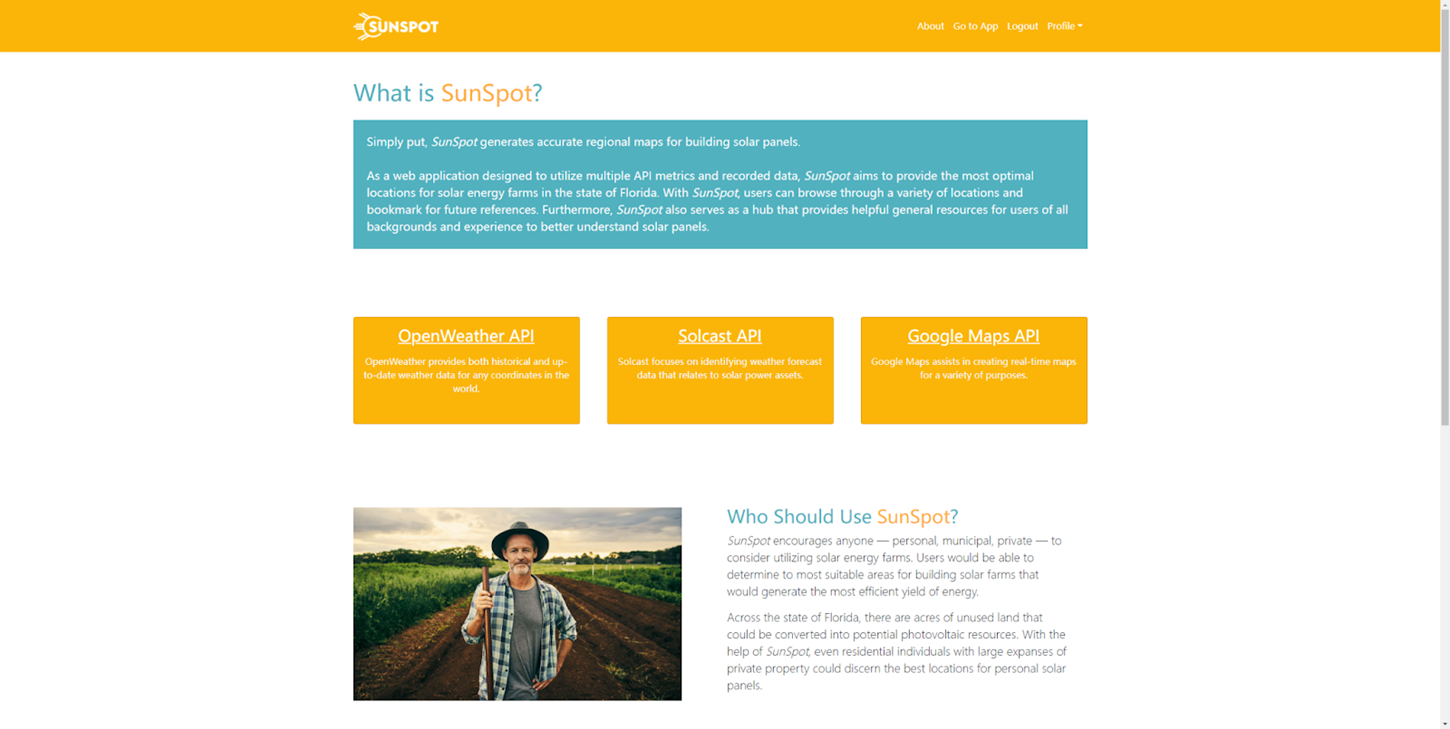 SUNSPOT
About Go to App Logout Profile
What is SunSpot?
Simply put, SunSpot generates accurate regional maps for building solar panels.
As a web application designed to utilize multiple API metrics and recorded data, SunSpot aims to provide the most optimal
locations for solar energy farms in the state of Florida. With SunSpot, users can browse through a variety of locations and
bookmark for future references. Furthermore, SunSpot also serves as a hub that provides helpful general resources for users of all
backgrounds and experience to better understand solar panels.
OpenWeather API
OpenWeather provides both historical and up-
to-date weather data for any coordinates in the
world.
Solcast API
Solcast focuses on identifying weather forecast
data that relates to solar power assets.
Google Maps API
Google Maps assists in creating real-time maps
for a variety of purposes.
Who Should Use SunSpot?
SunSpot encourages anyone — personal, municipal, private — to
consider utilizing solar energy farms. Users would be able to
determine to most suitable areas for building solar farms that
would generate the most efficient yield of energy.
Across the state of Florida, there are acres of unused land that
could be converted into potential photovoltaic resources. With the
help of SunSpot, even residential individuals with large expanses of
private property could discern the best locations for personal solar
panels.